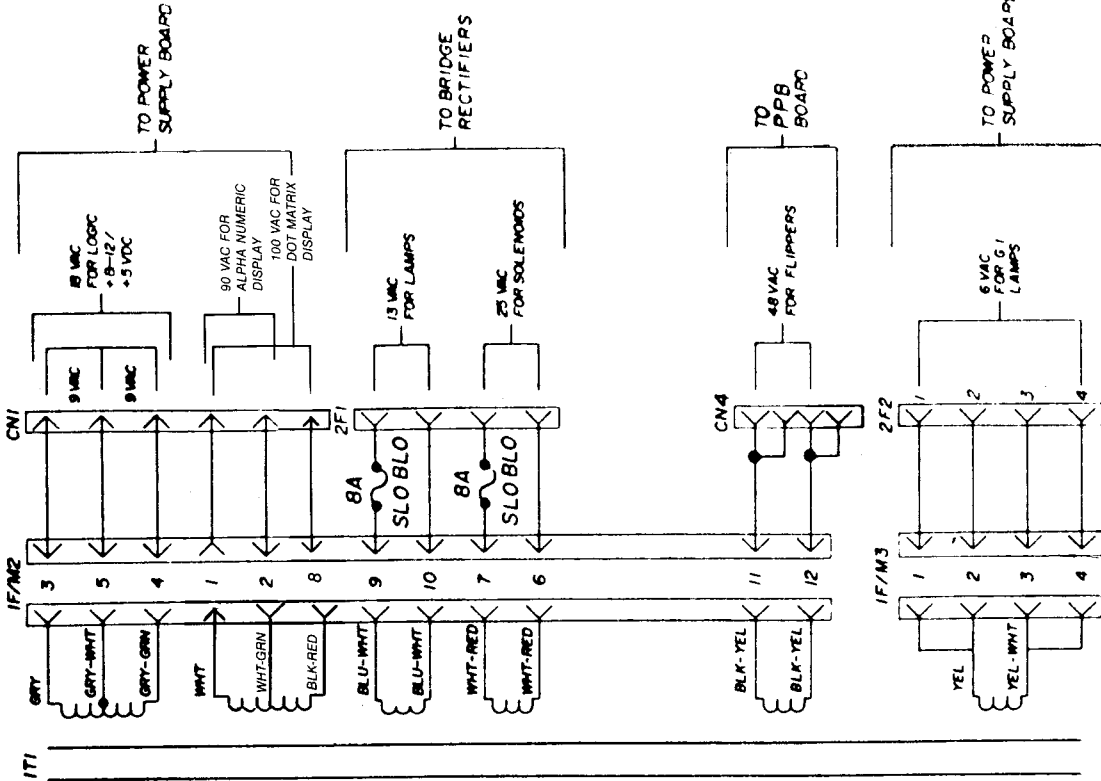 TO POWER
SUPPLY BOARD
18 VAC
FOR LOGIC
+8-12/
+5 VDC
9 VAC
9 VAC
CN1
1F/M2
3
GRY
5
GRY-WHT
4
GRY-GRN
1T1
90 VAC FOR
ALPHA NUMERIC
DISPLAY
100 VAC FOR
DOT MATRIX
DISPLAY
1
WHT
2
WHT-GRN
8
BLK-RED
TO BRIDGE
RECTIFIERS
2F1
13 VAC
FOR LAMPS
8A
SLO BLO
9
BLU-WHT
10
BLU-WHT
25 VAC
FOR SOLENOIDS
8A
SLO BLO
7
WHT-RED
6
WHT-RED
TO
PPB
BOARD
CN4
48 VAC
FOR FLIPPERS
11
BLK-YEL
12
BLK-YEL
TO POWER
SUPPLY BOARD
2F2
1F/M3
6 VAC
FOR G I
LAMPS
1
1
2
2
YEL
3
3
YEL-WHT
4
4